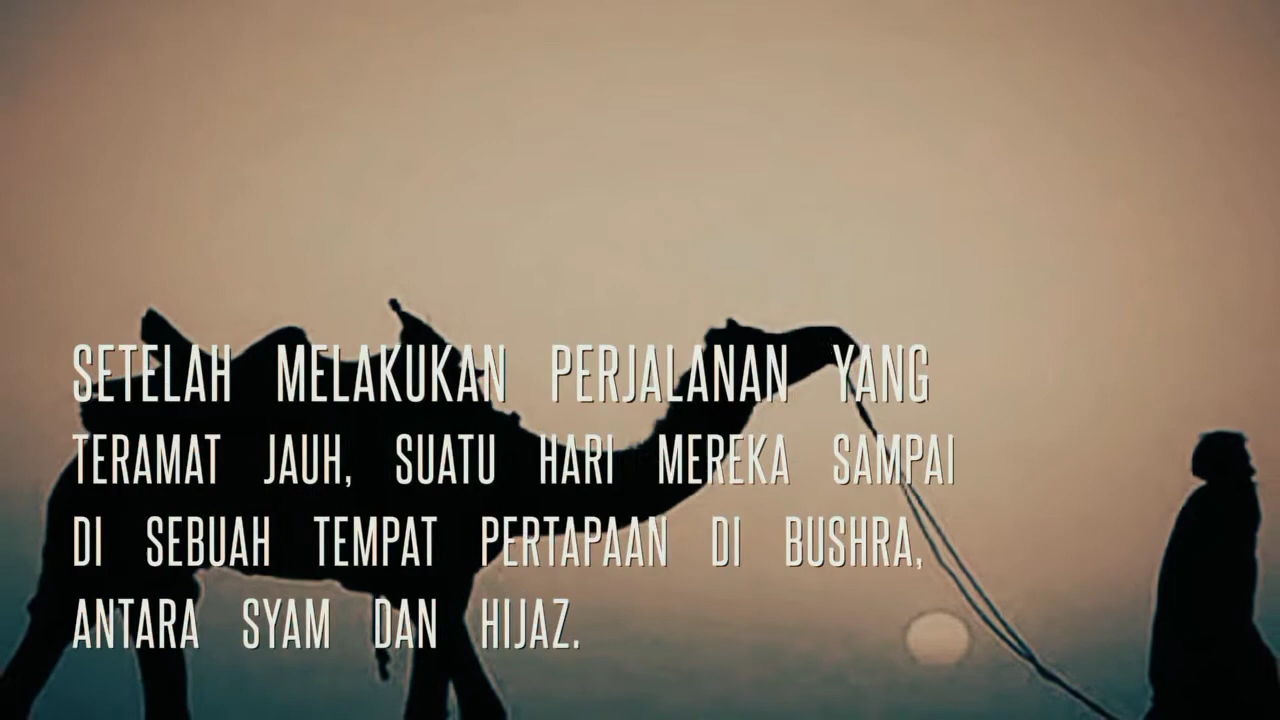 SETELAH MELAKUKAN PERJALANAN YANG
TERAMAT JAUH, SUATU HARI MEREKA SAMPAI
DI SEBUAH TEMPAT PERTAPAAN DI BUSHRA,
ANTARA SYAM DAN HIJAZ.